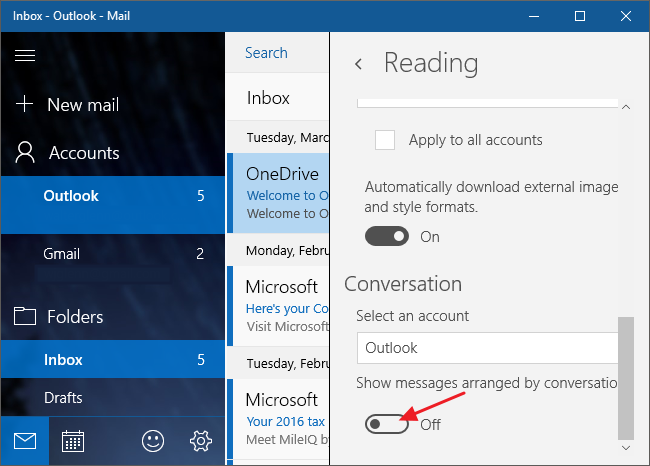 Inbox - Outlook - Mail
New mail
Accounts
Outlook 5
Gmail 2
Folders
Inbox 5
Drafts
Search
Inbox
Tuesday, Marc
OneDrive
Welcome to O
Welcome to O
Monday, Febru
Microsoft
Here's your Co
Visit Microsoft
Tuesday, Febru
Microsoft
Your 2016 tax
Meet MileIQ by
Reading
Apply to all accounts
Automatically download external image
and style formats.
On
Conversation
Select an account
Outlook
Show messages arranged by conversatio
Off